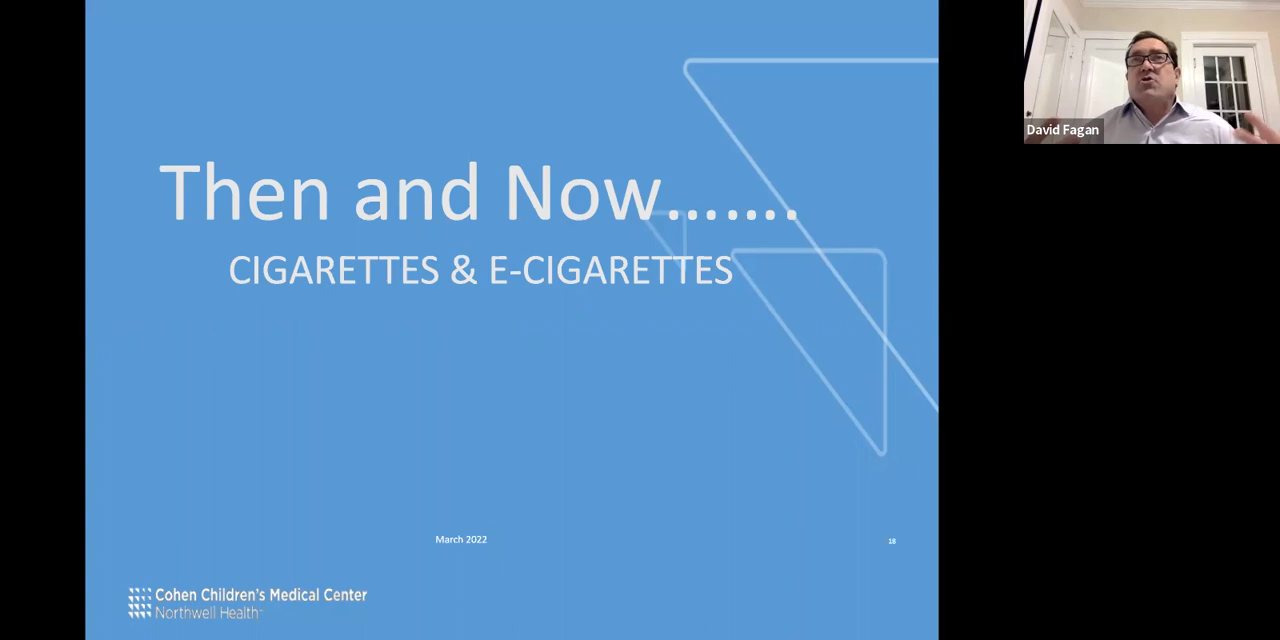 Then and Now.......
CIGARETTES & E-CIGARETTES
March 2022
18
Cohen Children's Medical Center
Northwell Health
David Fagan